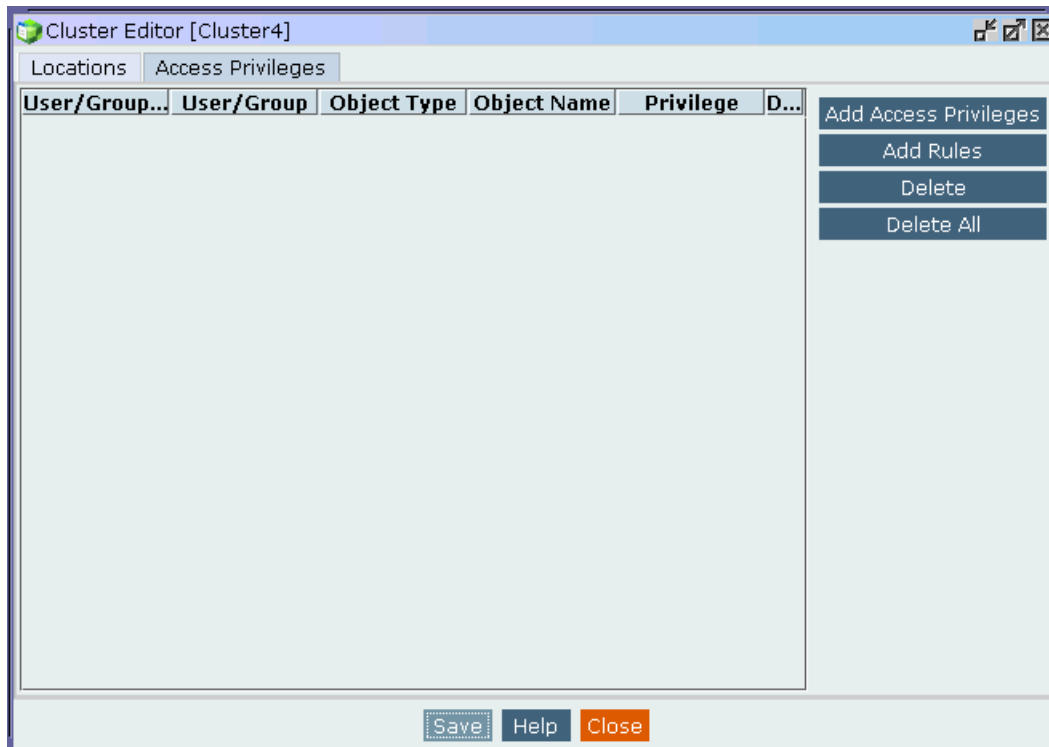 Cluster Editor [Cluster4]
Locations Access Privileges
User/Group... User/Group Object Type Object Name Privilege D...
Add Access Privileges
Add Rules
Delete
Delete All
Save Help Close